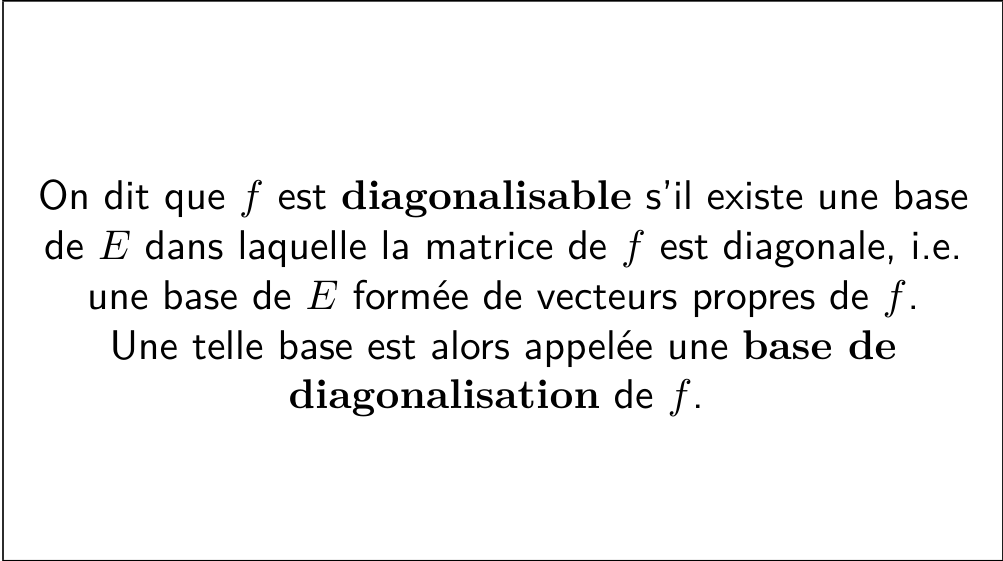 On dit que f est diagonalisable s'il existe une base
de E dans laquelle la matrice de f est diagonale, i.e.
une base de E formée de vecteurs propres de f.
Une telle base est alors appelée une base de
diagonalisation de f.